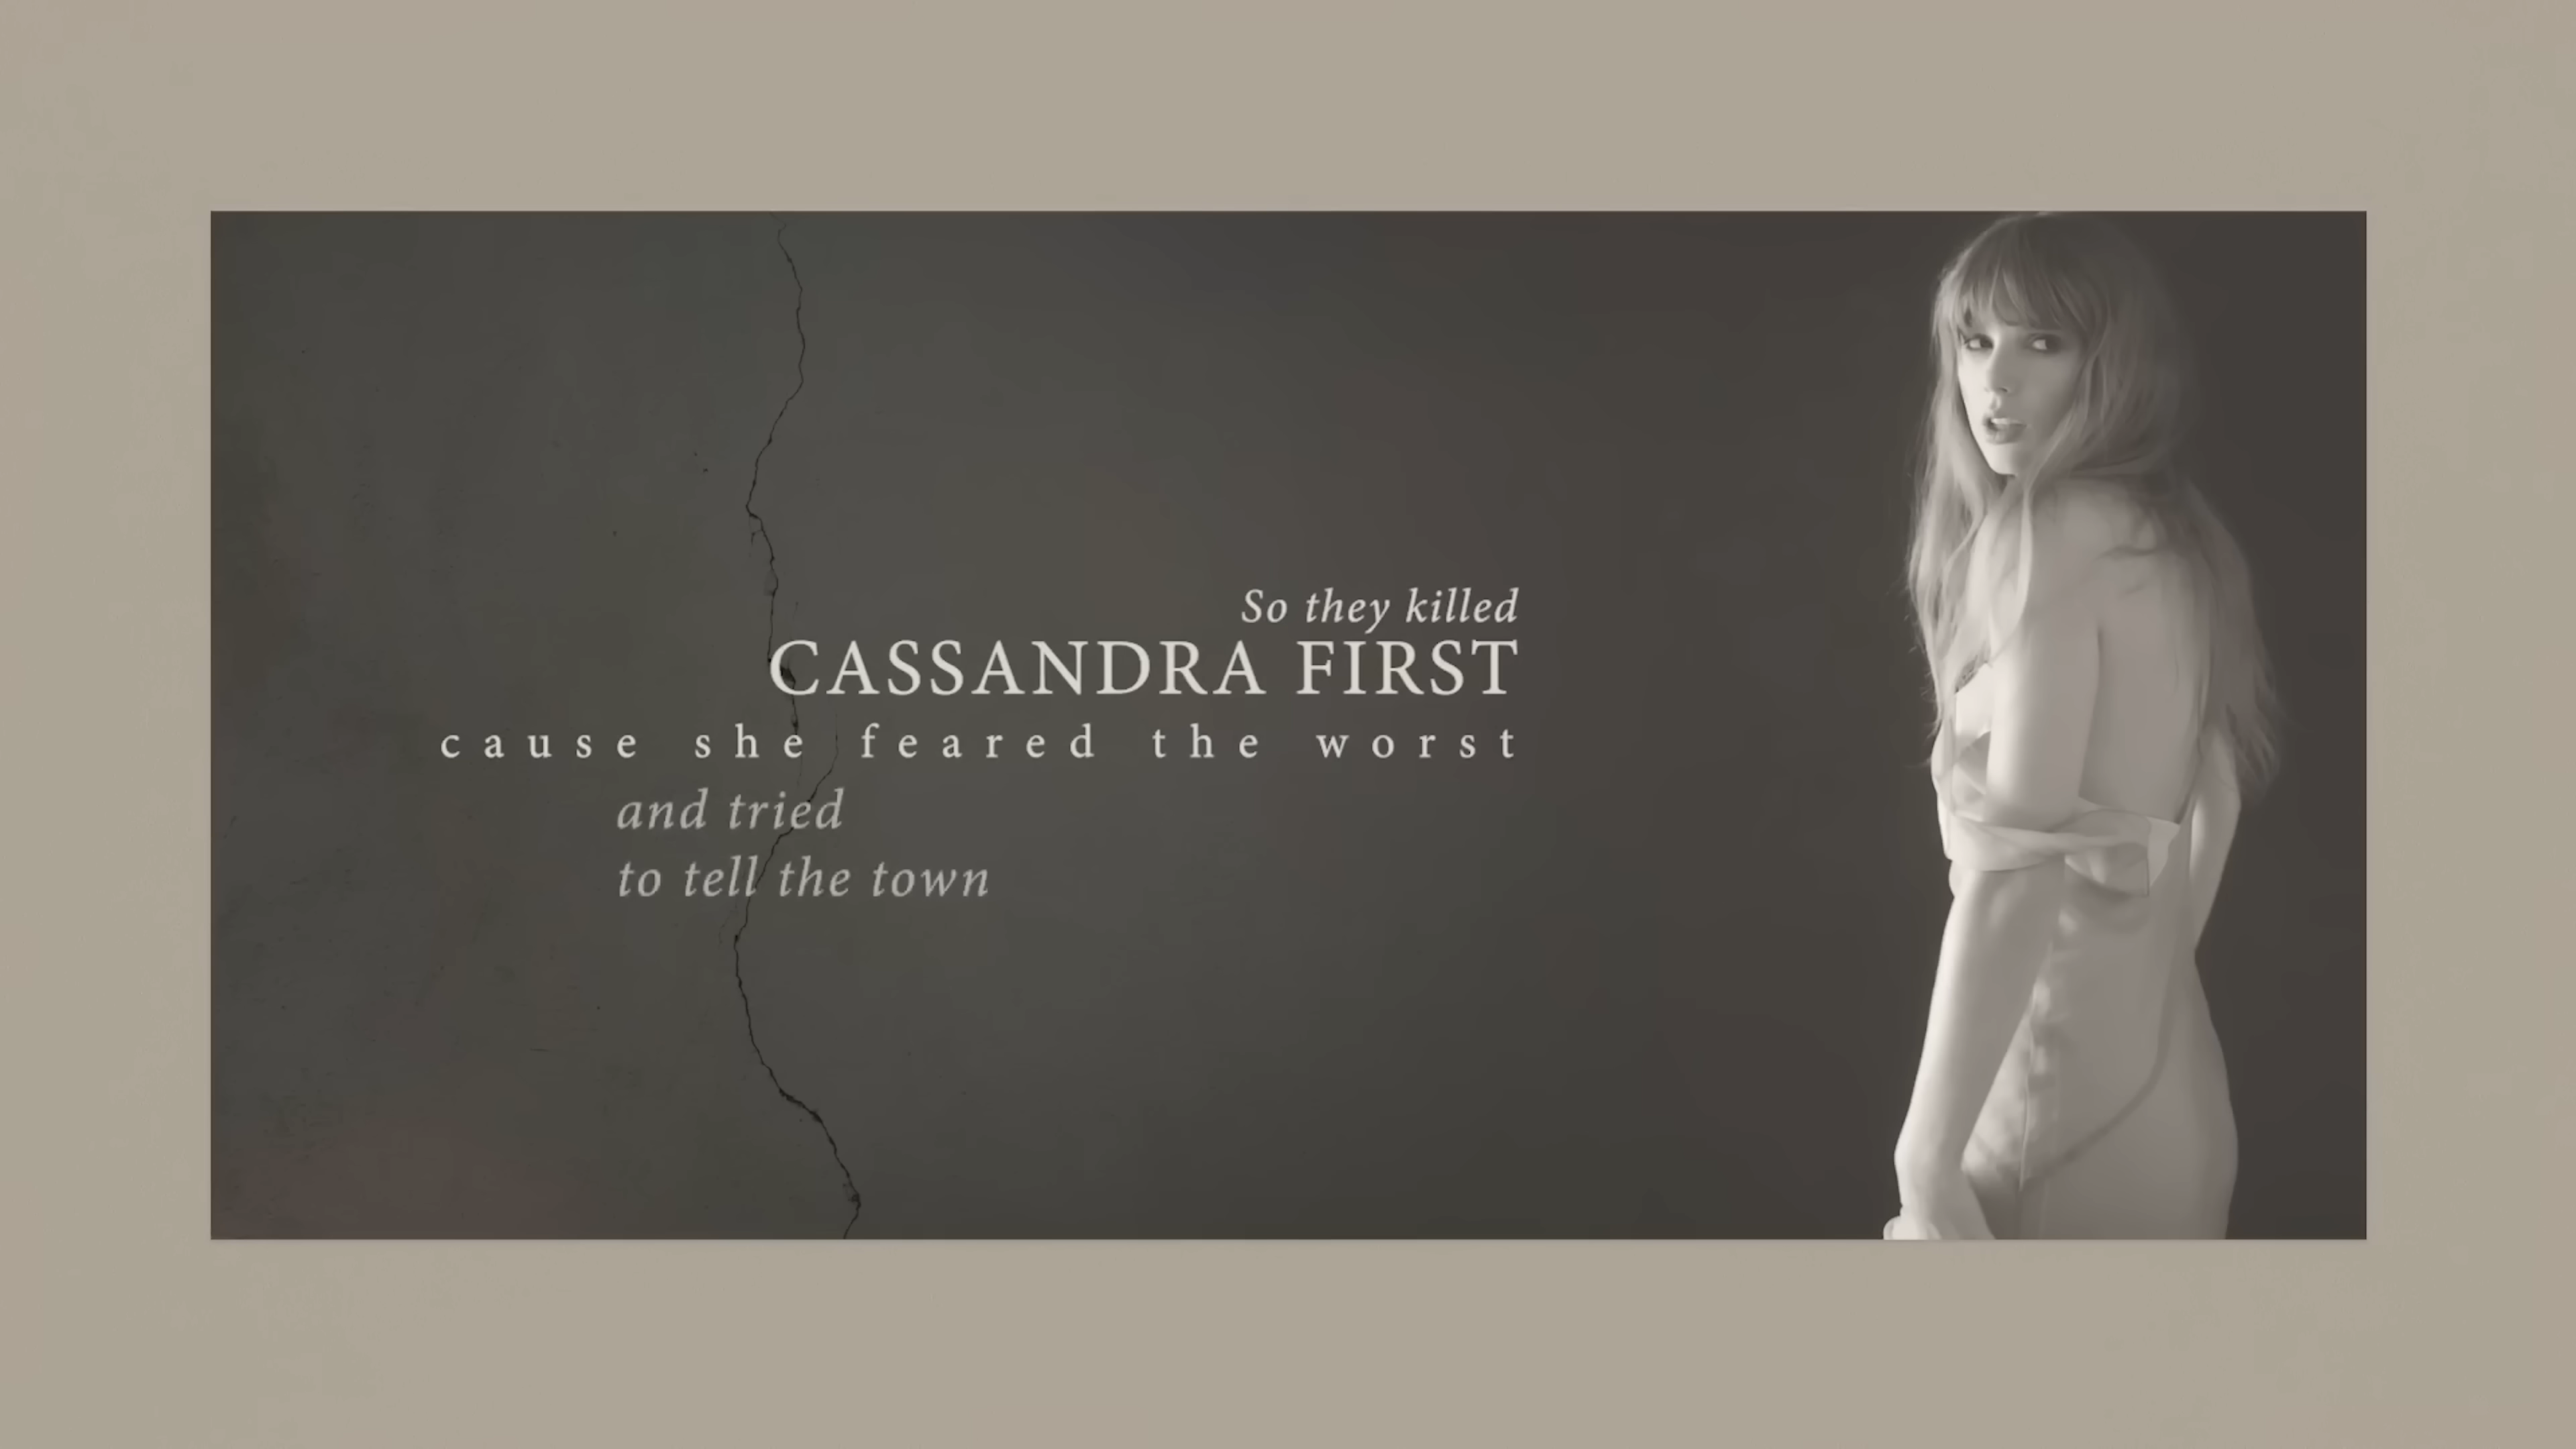 So they killed
CASSANDRA FIRST
cause she feared the worst
and tried
to tell the town